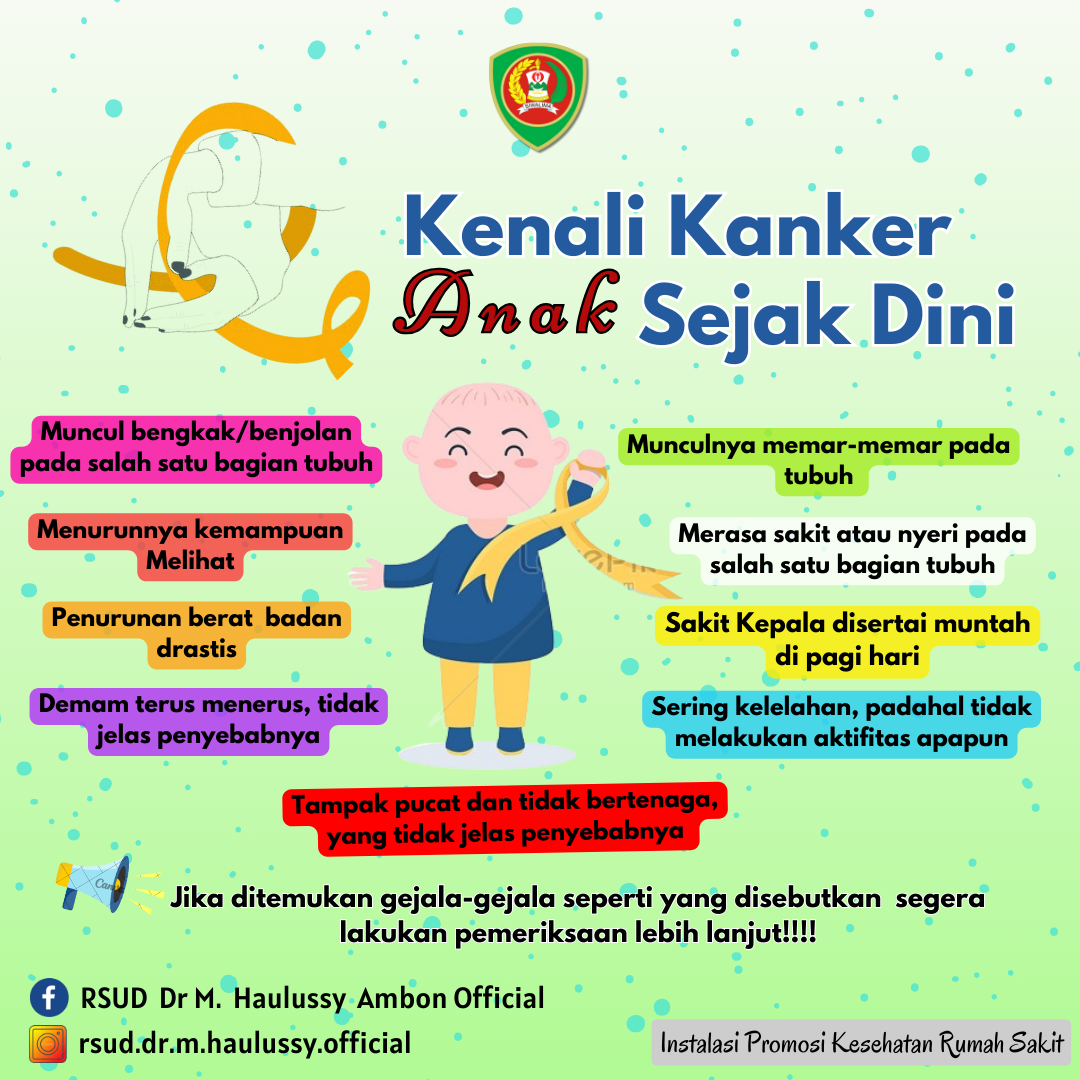 SIWALIMA
Kenali Kanker
Anak Sejak Dini
Muncul bengkak/benjolan
pada salah satu bagian tubuh
Menurunnya kemampuan
Melihat
Penurunan berat badan
drastis
Demam terus menerus, tidak
jelas penyebabnya
Munculnya memar-memar pada
tubuh
Merasa sakit atau nyeri pada
salah satu bagian tubuh
Sakit Kepala disertai muntah
di pagi hari
Sering kelelahan, padahal tidak
melakukan aktifitas apapun
Tampak pucat dan tidak bertenaga,
yang tidak jelas penyebabnya
Jika ditemukan gejala-gejala seperti yang disebutkan segera
lakukan pemeriksaan lebih lanjut!!!!
RSUD Dr M. Haulussy Ambon Official
rsud.dr.m.haulussy.official
Instalasi Promosi Kesehatan Rumah Sakit